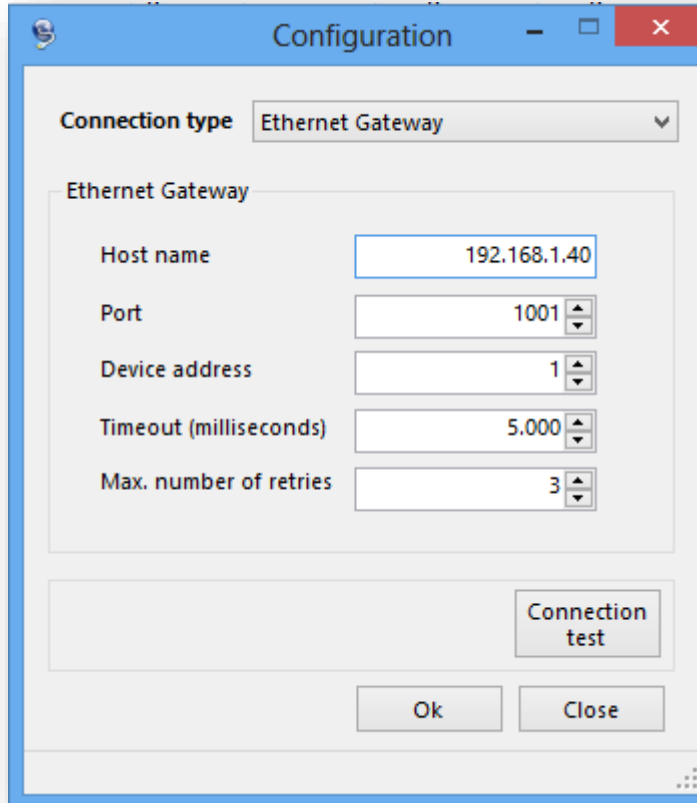 Configuration
Connection type Ethernet Gateway
Ethernet Gateway
Host name 192.168.1.40
Port 1001
Device address 1
Timeout (milliseconds) 5.000
Max. number of retries 3
Connection
test
Ok Close